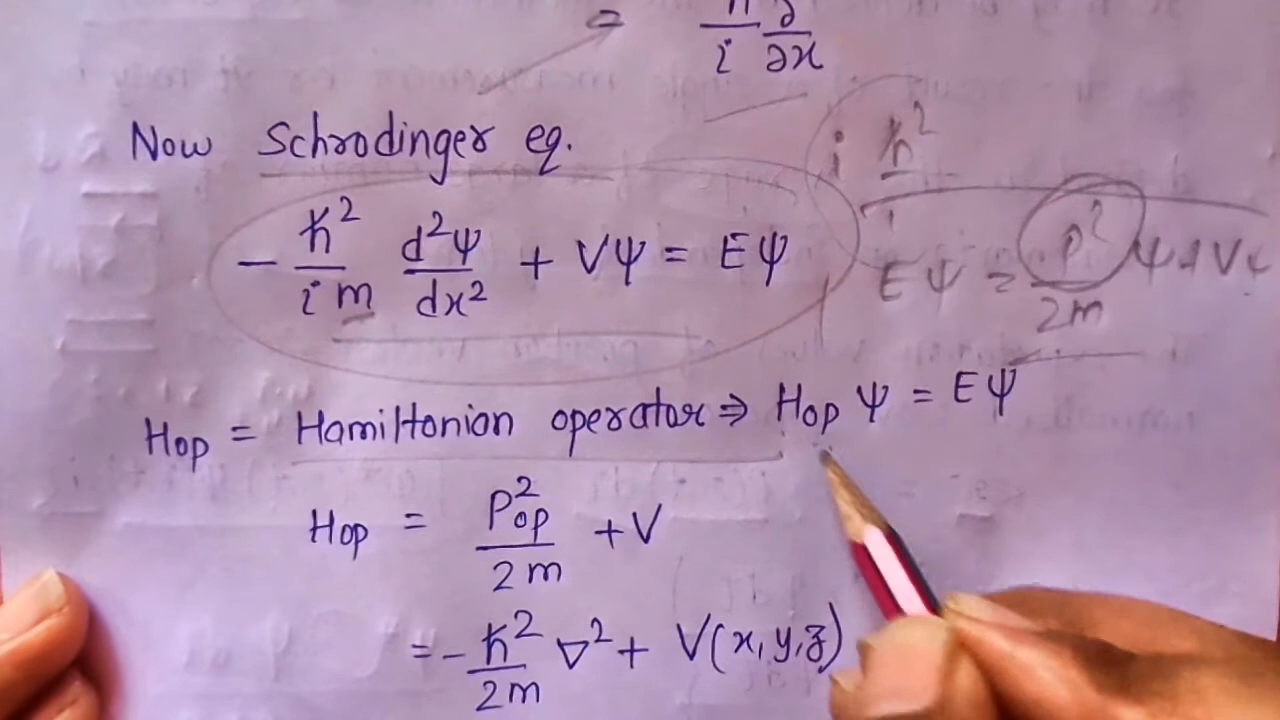 = ħ/i ∂/∂x
Now Schrodinger eq.
- ħ²/im d²ψ/dx² + Vψ = Eψ
i ħ²/i
Eψ = p²/2m ψ + V
Hop = Hamiltonian operator ⇒ Hop ψ = Eψ
Hop = P²op/2m + V
= - ħ²/2m ∇² + V(x,y,z)